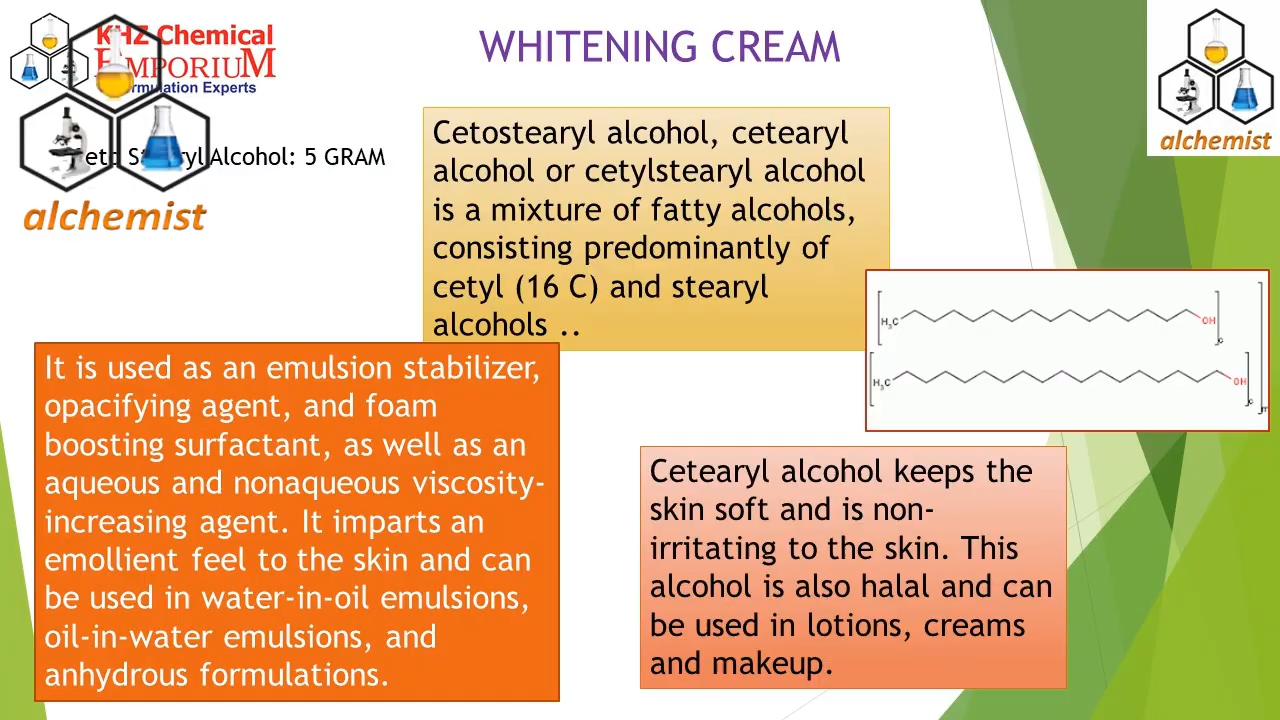 KHZ Chemical
EMPORIUM
Formulation Experts
WHITENING CREAM
alchemist
Alcohol: 5 GRAM
alchemist
Cetostearyl alcohol, cetearyl
alcohol or cetylstearyl alcohol
is a mixture of fatty alcohols,
consisting predominantly of
cetyl (16 C) and stearyl
alcohols ..
H3C
OH
c
H3C
OH
c
m
It is used as an emulsion stabilizer,
opacifying agent, and foam
boosting surfactant, as well as an
aqueous and nonaqueous viscosity-
increasing agent. It imparts an
emollient feel to the skin and can
be used in water-in-oil emulsions,
oil-in-water emulsions, and
anhydrous formulations.
Cetearyl alcohol keeps the
skin soft and is non-
irritating to the skin. This
alcohol is also halal and can
be used in lotions, creams
and makeup.